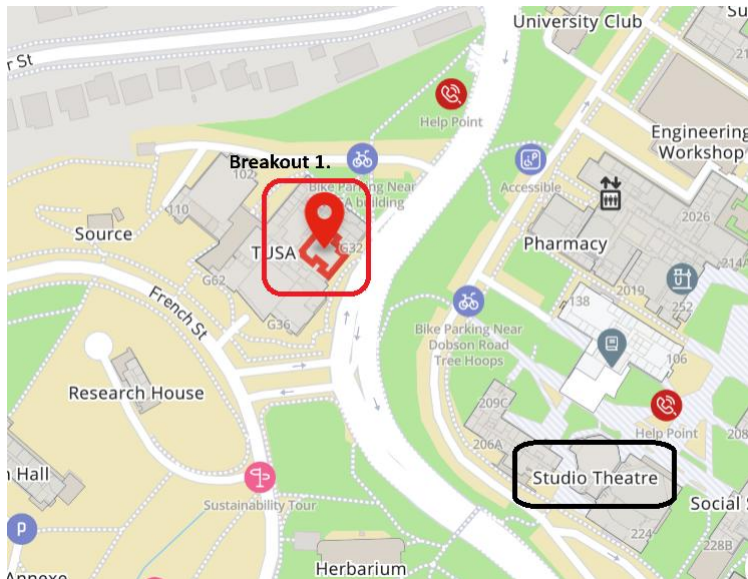 University Club
Su
r St
Help Point
Engineering
Workshop
Breakout 1.
102
Bike Parking Near
A building
Accessible
110
2026
Source
TUSA
G32
Pharmacy
214A
G62
2019
252
French St
138
G36
Bike Parking Near
Dobson Road
Tree Hoops
106
Research House
209C
Help Point
208
206A
Hall
Studio Theatre
Sustainability Tour
Social S
224
P
228B
Herbarium
Annexe